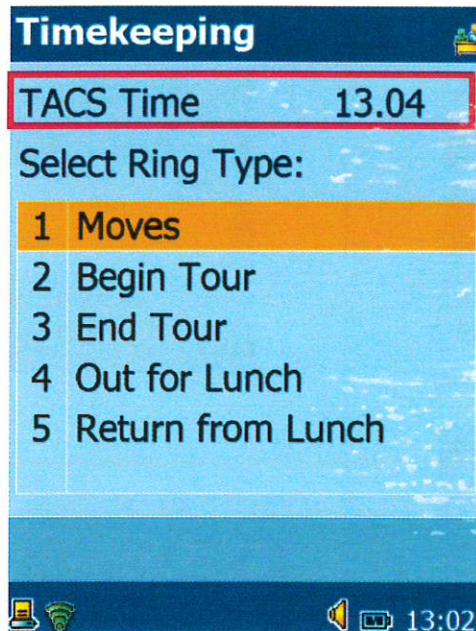 Timekeeping
TACS Time 13.04
Select Ring Type:
1 Moves
2 Begin Tour
3 End Tour
4 Out for Lunch
5 Return from Lunch
13:02